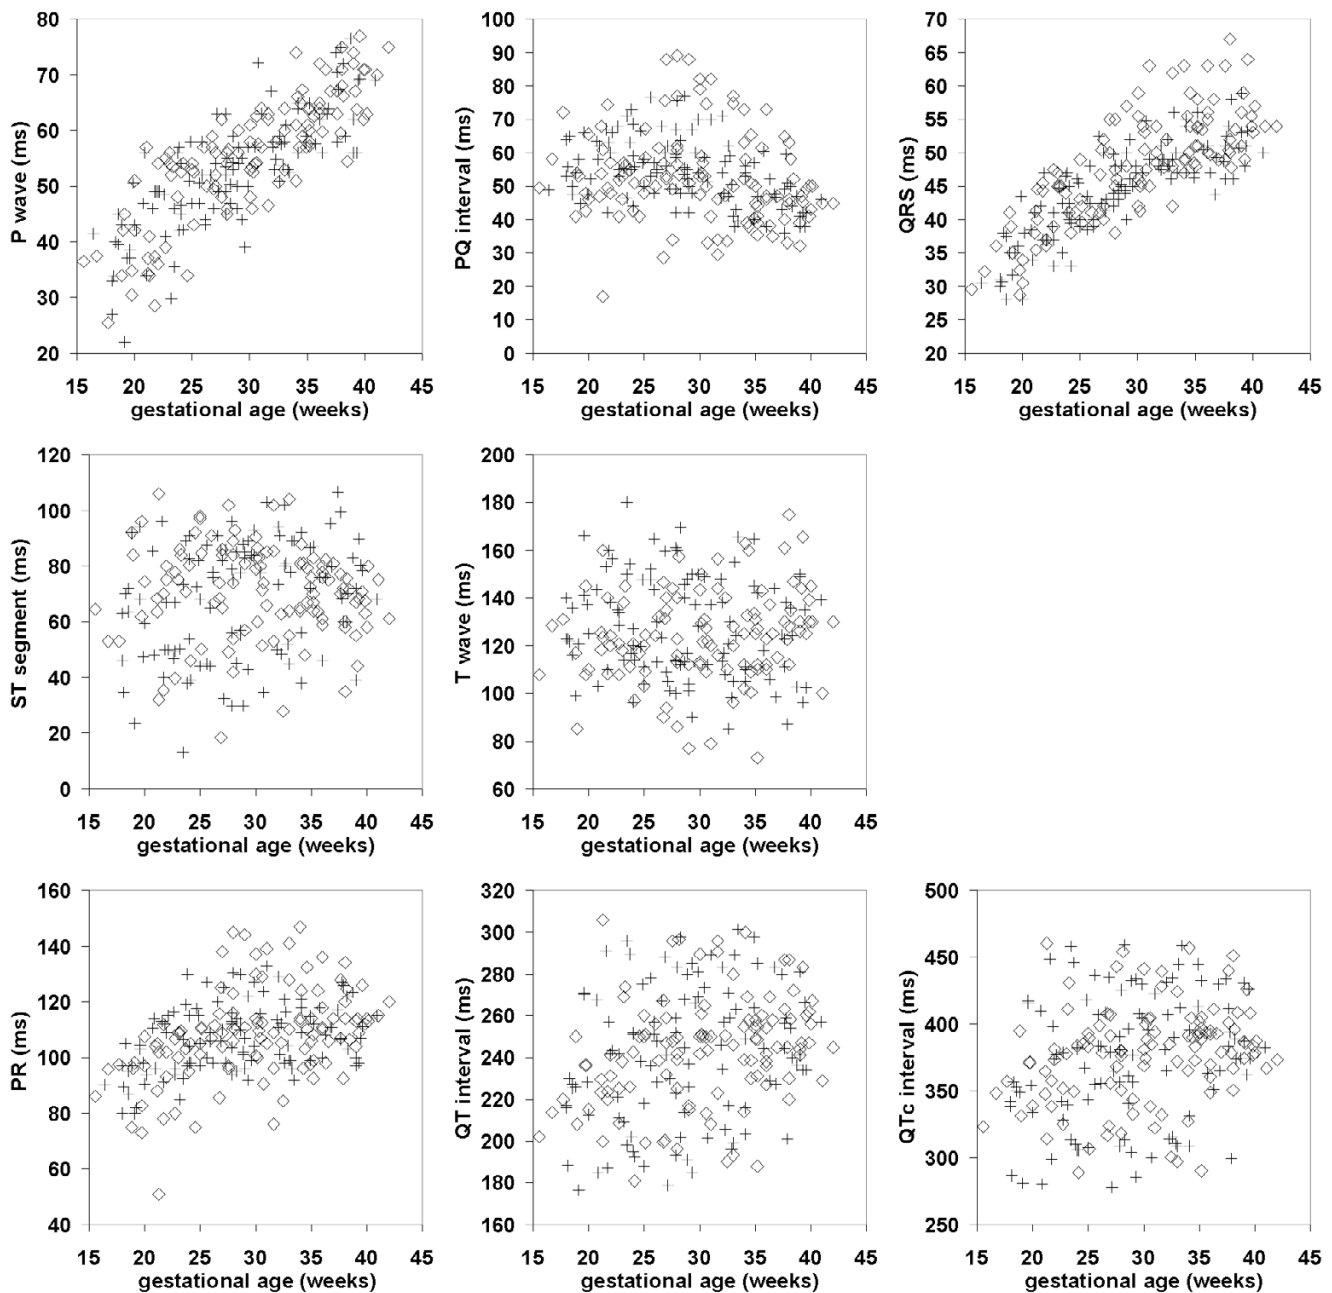 80 70 60 50 40 30 20
P wave (ms)
15 20 25 30 35 40 45
gestational age (weeks)
100 90 80 70 60 50 40 30 20 10 0
PQ interval (ms)
15 20 25 30 35 40 45
gestational age (weeks)
70 65 60 55 50 45 40 35 30 25 20
QRS (ms)
15 20 25 30 35 40 45
gestational age (weeks)
120 100 80 60 40 20 0
ST segment (ms)
15 20 25 30 35 40 45
gestational age (weeks)
200 180 160 140 120 100 80 60
T wave (ms)
15 20 25 30 35 40 45
gestational age (weeks)
160 140 120 100 80 60 40
PR (ms)
15 20 25 30 35 40 45
gestational age (weeks)
320 300 280 260 240 220 200 180 160
QT interval (ms)
15 20 25 30 35 40 45
gestational age (weeks)
500 450 400 350 300 250
QTc interval (ms)
15 20 25 30 35 40 45
gestational age (weeks)